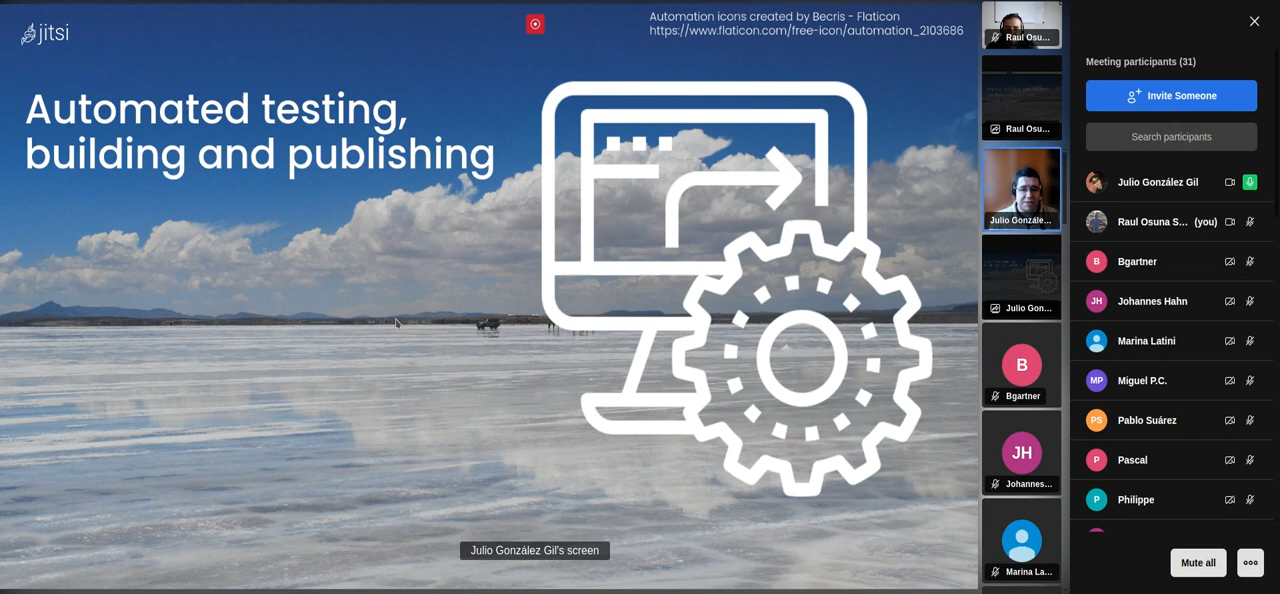 jitsi
Automation icons created by Becris - Flaticon
https://www.flaticon.com/free-icon/automation_2103686
Automated testing,
building and publishing
Julio González Gil's screen
Raul Osu...
Raul Osu...
Julio Gonzále...
Julio Gon...
B
Bgartner
JH
Johannes...
Marina La...
Meeting participants (31)
Invite Someone
Search participants
Julio González Gil
Raul Osuna S... (you)
B Bgartner
JH Johannes Hahn
Marina Latini
MP Miguel P.C.
PS Pablo Suárez
P Pascal
P Philippe
Mute all